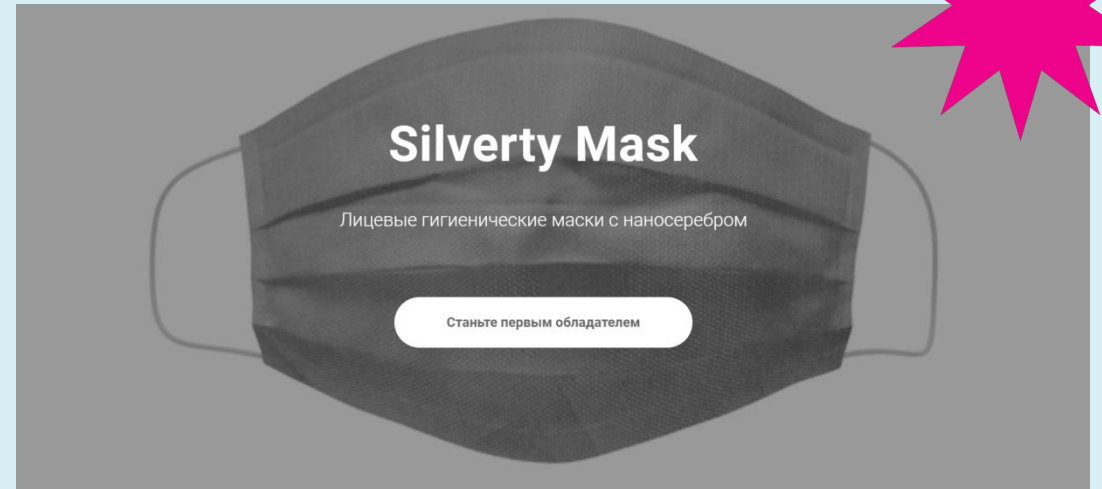 Silverty Mask
Лицевые гигиенические маски с наносеребром
Станьте первым обладателем